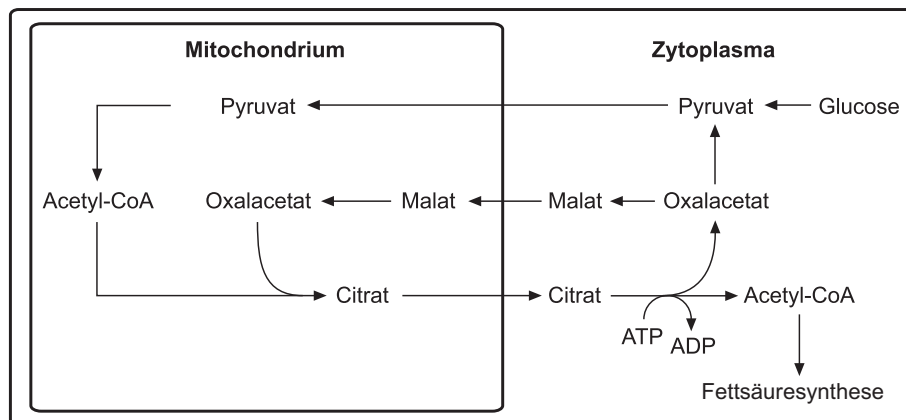 Mitochondrium Zytoplasma
Pyruvat Pyruvat Glucose
Acetyl-CoA Oxalacetat Malat Malat Oxalacetat
Citrat Citrat Acetyl-CoA
ATP ADP
Fettsäuresynthese